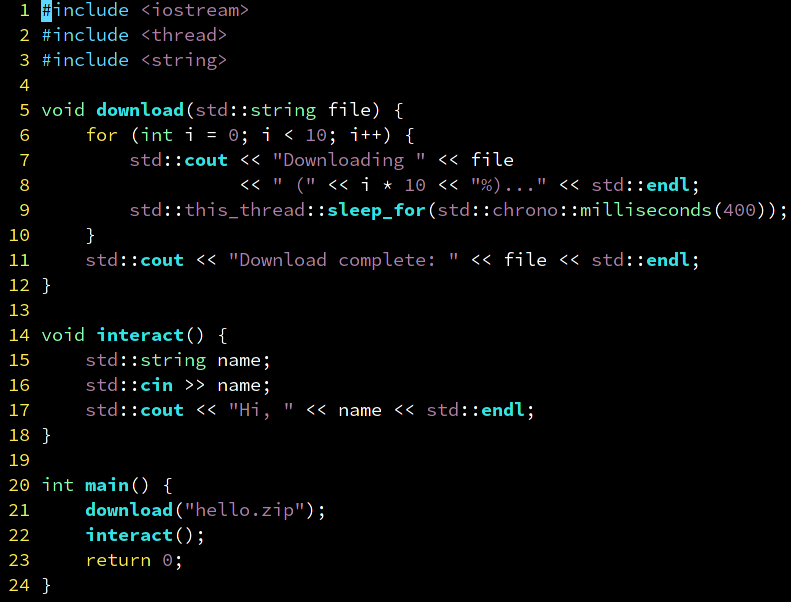 1 #include <iostream>
2 #include <thread>
3 #include <string>
4
5 void download(std::string file) {
6     for (int i = 0; i < 10; i++) {
7         std::cout << "Downloading " << file
8                   << " (" << i * 10 << "%)..." << std::endl;
9         std::this_thread::sleep_for(std::chrono::milliseconds(400));
10     }
11     std::cout << "Download complete: " << file << std::endl;
12 }
13
14 void interact() {
15     std::string name;
16     std::cin >> name;
17     std::cout << "Hi, " << name << std::endl;
18 }
19
20 int main() {
21     download("hello.zip");
22     interact();
23     return 0;
24 }